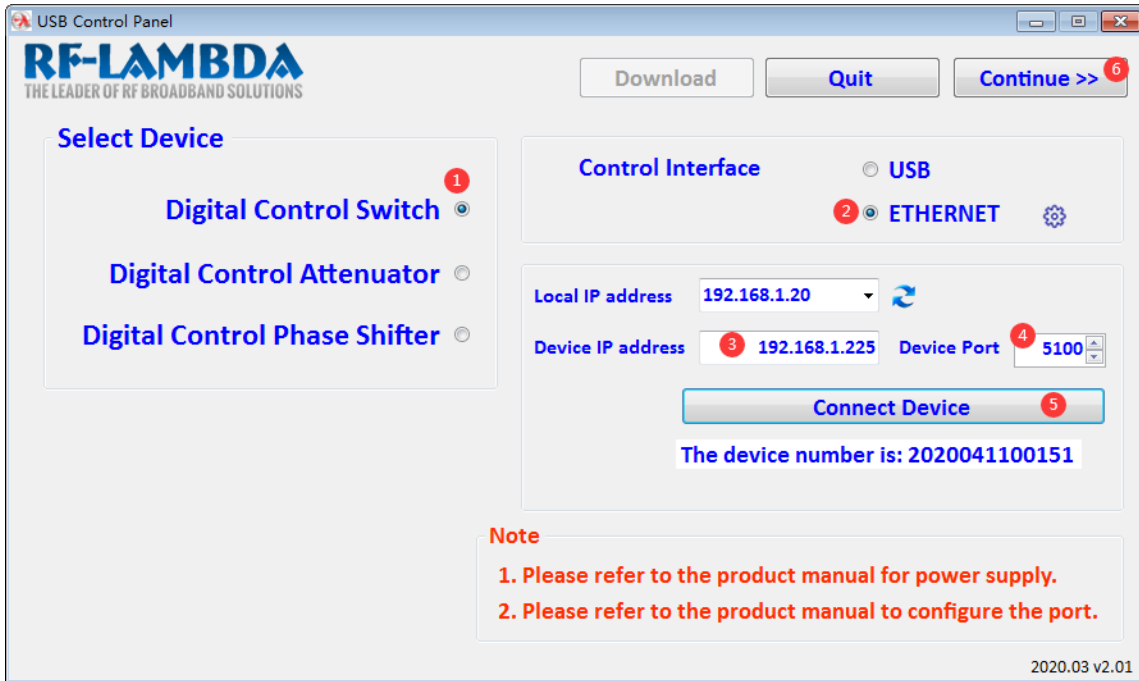 USB Control Panel
RF-LAMBDA
THE LEADER OF RF BROADBAND SOLUTIONS
Download
Quit
Continue >> 6
Select Device
1
Digital Control Switch
Digital Control Attenuator
Digital Control Phase Shifter
Control Interface
USB
2 ETHERNET
Local IP address 192.168.1.20
Device IP address 3 192.168.1.225 Device Port 4 5100
Connect Device 5
The device number is: 2020041100151
Note
1. Please refer to the product manual for power supply.
2. Please refer to the product manual to configure the port.
2020.03 v2.01